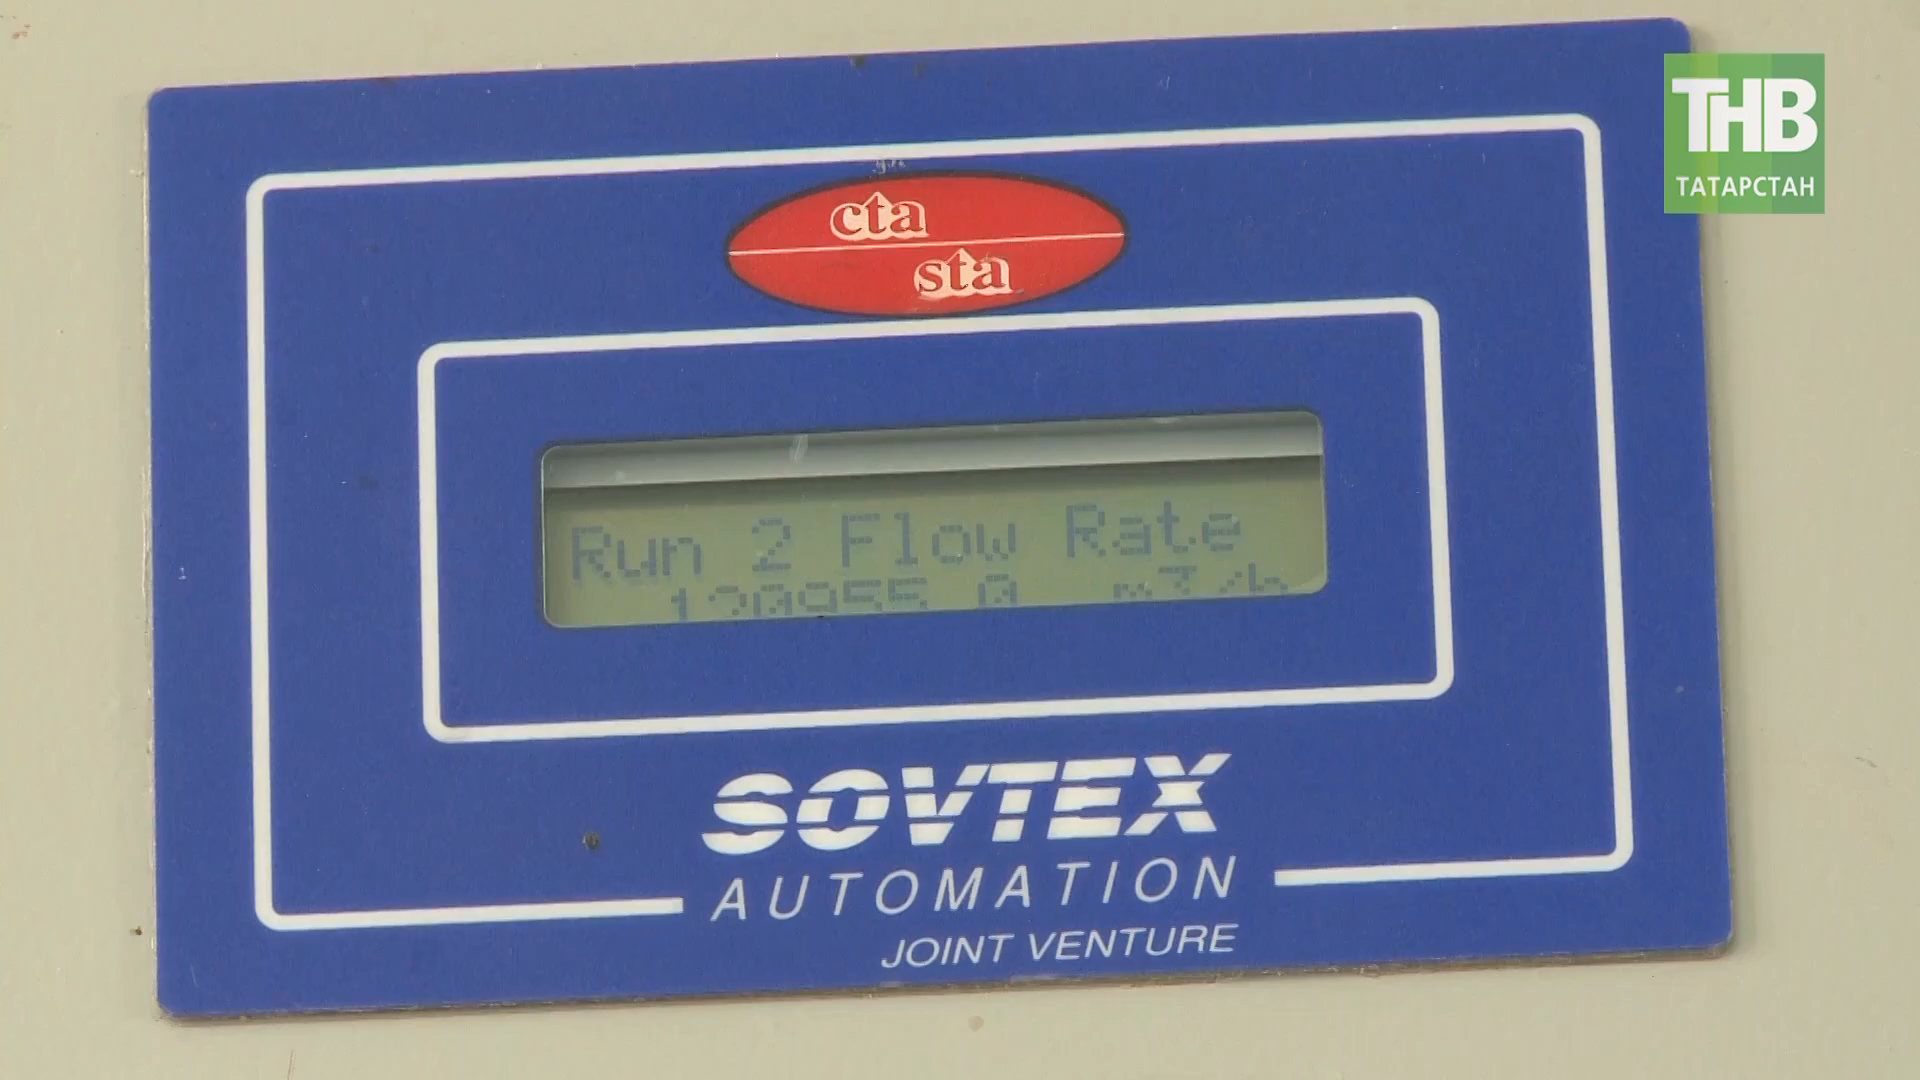 ТНВ
ТАТАРСТАН
cta
sta
Run 2 Flow Rate
SOVTEX
AUTOMATION
JOINT VENTURE